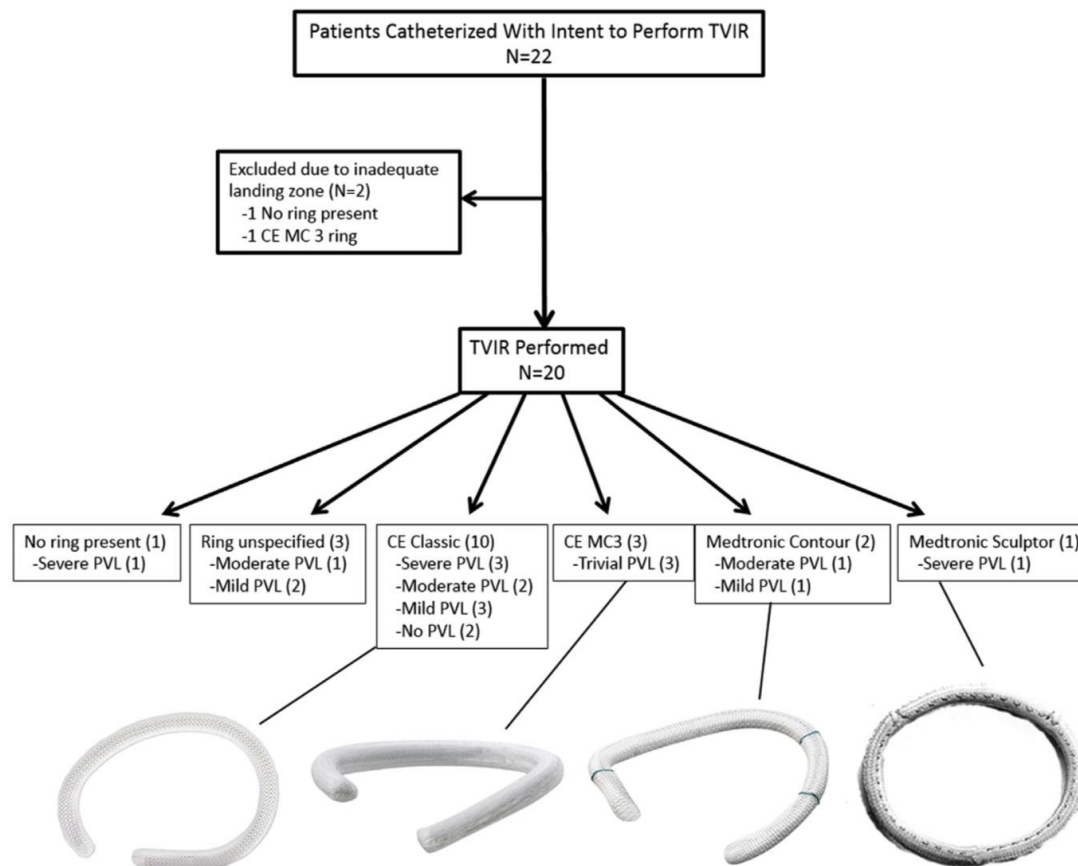 Patients Catheterized With Intent to Perform TVIR
N=22
Excluded due to inadequate
landing zone (N=2)
-1 No ring present
-1 CE MC 3 ring
TVIR Performed
N=20
No ring present (1)
-Severe PVL (1)
Ring unspecified (3)
-Moderate PVL (1)
-Mild PVL (2)
CE Classic (10)
-Severe PVL (3)
-Moderate PVL (2)
-Mild PVL (3)
-No PVL (2)
CE MC3 (3)
-Trivial PVL (3)
Medtronic Contour (2)
-Moderate PVL (1)
-Mild PVL (1)
Medtronic Sculptor (1)
-Severe PVL (1)